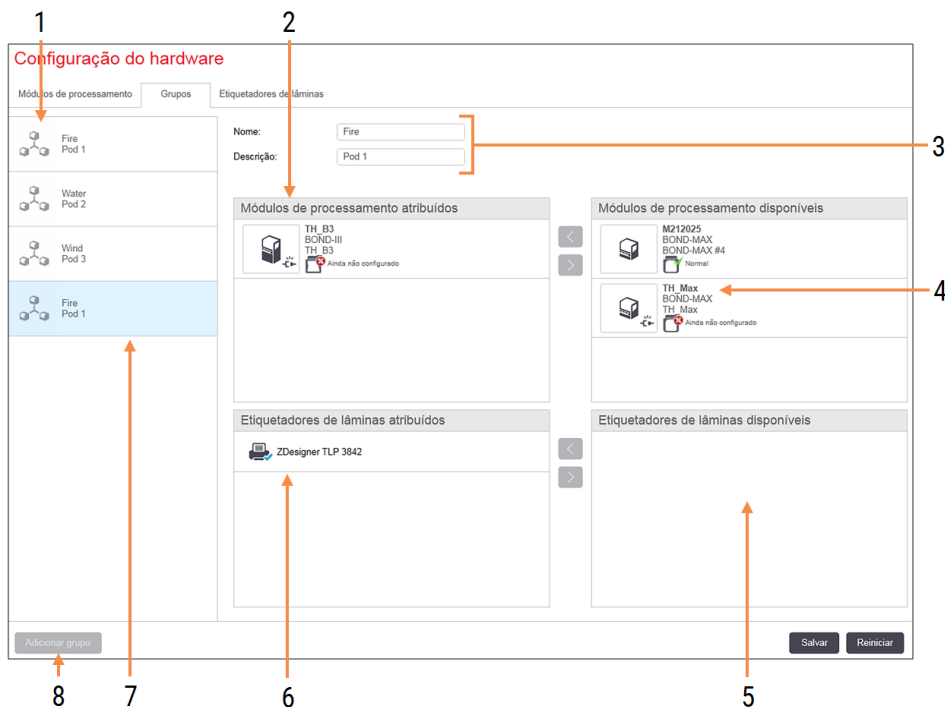 1
2
Configuração do hardware
Módulos de processamento
Grupos
Etiquetadores de lâminas
Fire
Pod 1
Water
Pod 2
Wind
Pod 3
Fire
Pod 1
Nome:
Fire
Descrição:
Pod 1
3
Módulos de processamento atribuídos
TH_B3
BOND-III
TH_B3
Ainda não configurado
<
>
Módulos de processamento disponíveis
M212025
BOND-MAX
BOND-MAX #4
Normal
TH_Max
BOND-MAX
TH_Max
Ainda não configurado
4
Etiquetadores de lâminas atribuídos
ZDesigner TLP 3842
<
>
Etiquetadores de lâminas disponíveis
Adicionar grupo
Salvar
Reiniciar
8
7
6
5